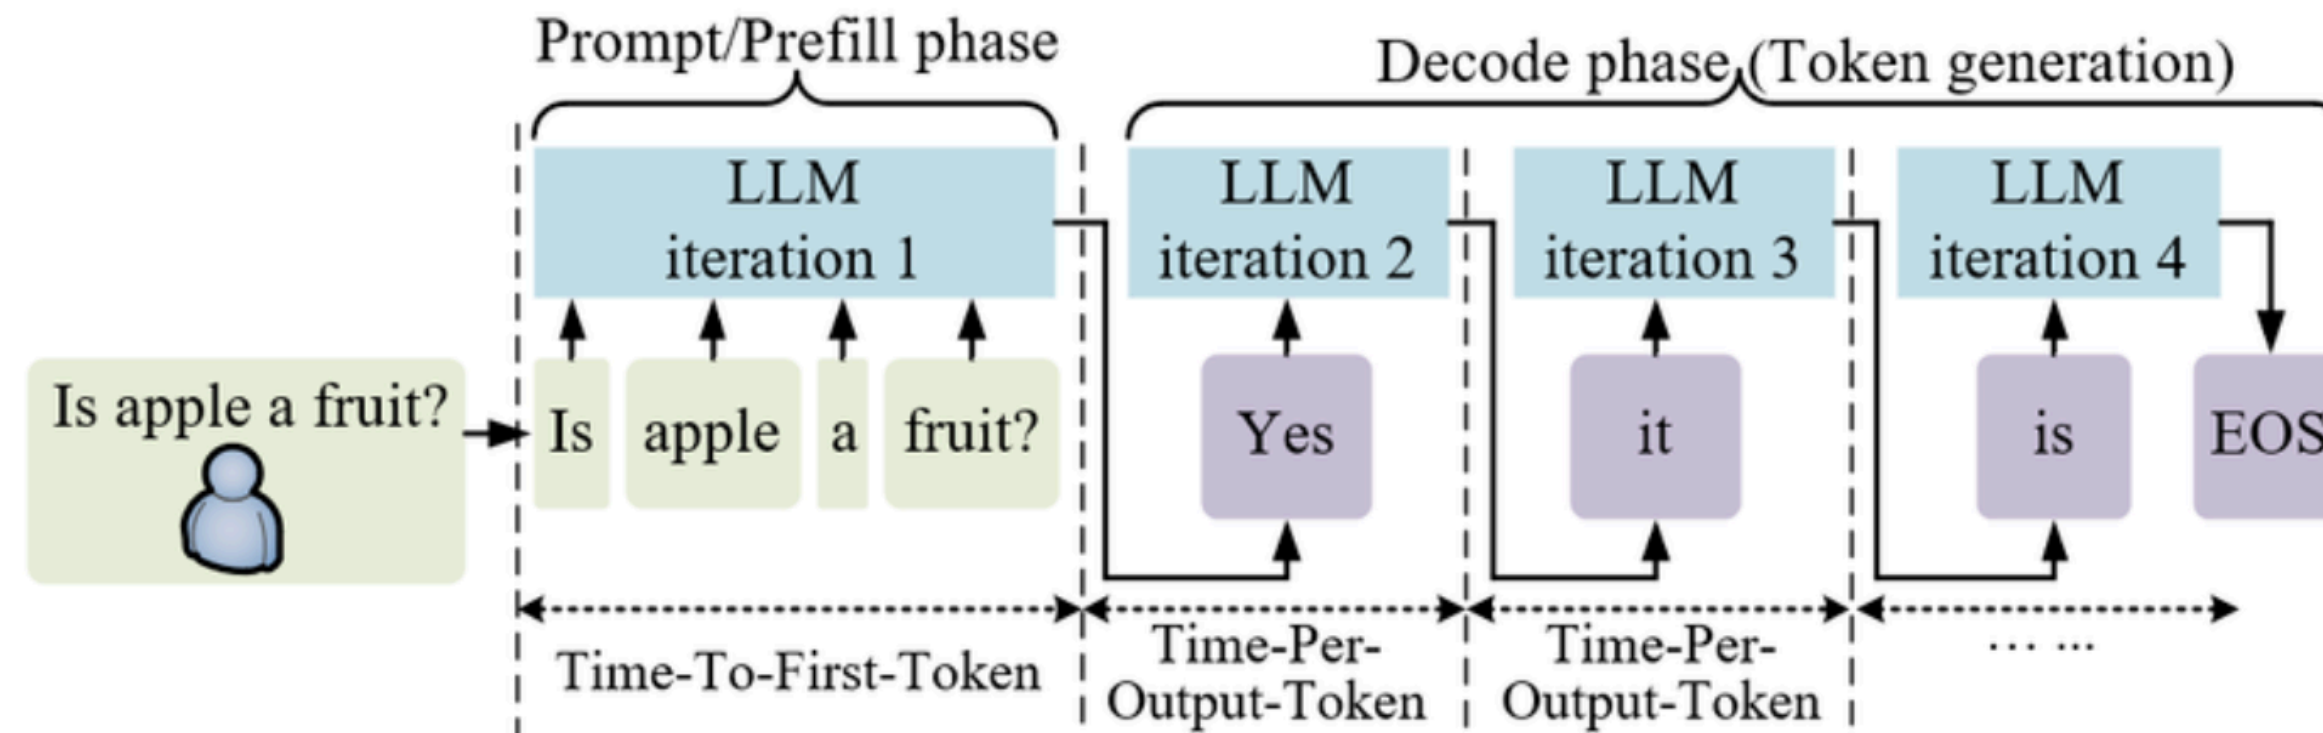 Prompt/Prefill phase
Decode phase (Token generation)
LLM
iteration 1
LLM
iteration 2
LLM
iteration 3
LLM
iteration 4
Is apple a fruit?
Is
apple
a
fruit?
Yes
it
is
EOS
Time-To-First-Token
Time-Per-
Output-Token
Time-Per-
Output-Token
... ...